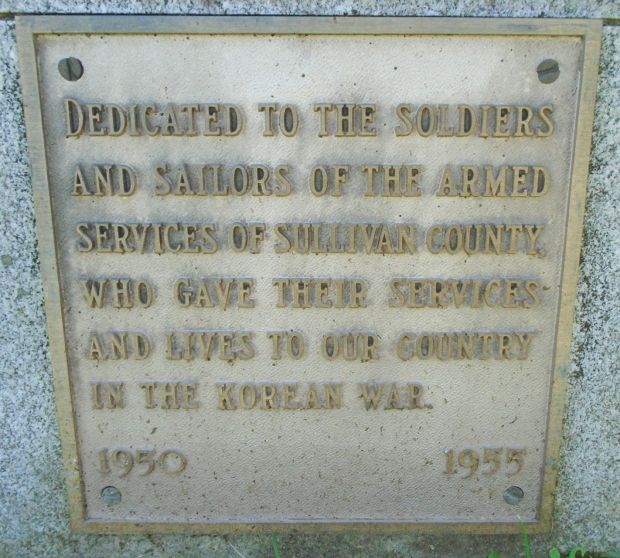 DEDICATED TO THE SOLDIERS
AND SAILORS OF THE ARMED
SERVICES OF SULLIVAN COUNTY,
WHO GAVE THEIR SERVICES
AND LIVES TO OUR COUNTRY
IN THE KOREAN WAR.
1950 1955